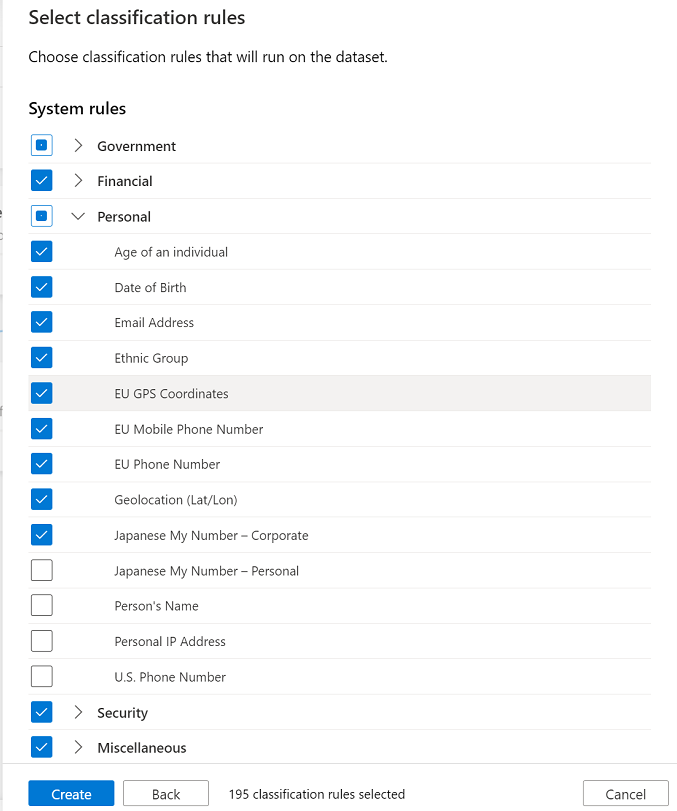 Select classification rules
Choose classification rules that will run on the dataset.
System rules
Government
Financial
Personal
Age of an individual
Date of Birth
Email Address
Ethnic Group
EU GPS Coordinates
EU Mobile Phone Number
EU Phone Number
Geolocation (Lat/Lon)
Japanese My Number – Corporate
Japanese My Number – Personal
Person's Name
Personal IP Address
U.S. Phone Number
Security
Miscellaneous
Create Back 195 classification rules selected Cancel